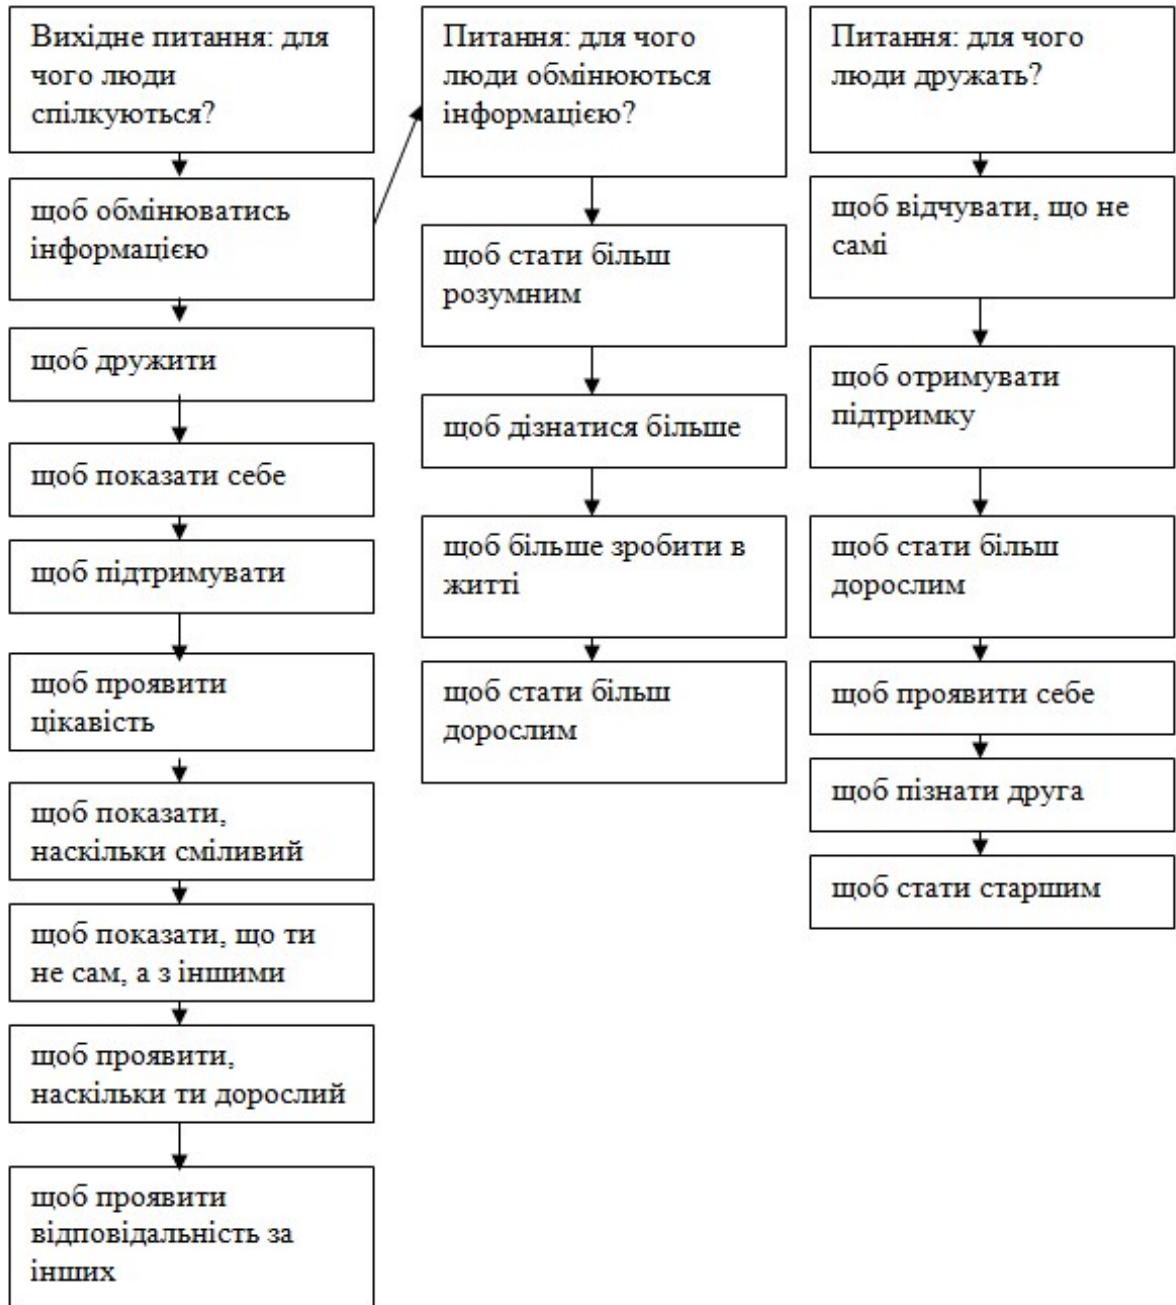 Вихідне питання: для
чого люди
спілкуються?
щоб обмінюватись
інформацією
щоб дружити
щоб показати себе
щоб підтримувати
щоб проявити
цікавість
щоб показати,
наскільки сміливий
щоб показати, що ти
не сам, а з іншими
щоб проявити,
наскільки ти дорослий
щоб проявити
відповідальність за
інших
Питання: для чого
люди обмінюються
інформацією?
щоб стати більш
розумним
щоб дізнатися більше
щоб більше зробити в
житті
щоб стати більш
дорослим
Питання: для чого
люди дружать?
щоб відчувати, що не
самі
щоб отримувати
підтримку
щоб стати більш
дорослим
щоб проявити себе
щоб пізнати друга
щоб стати старшим